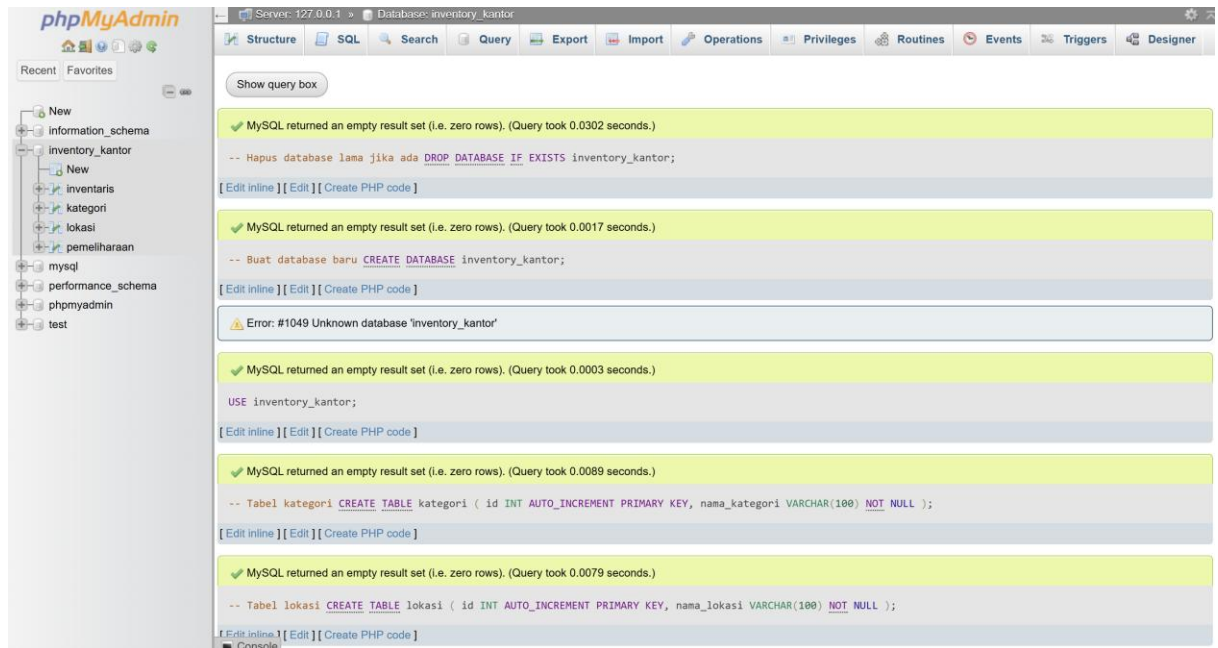 phpMyAdmin
Recent Favorites
New
information_schema
inventory_kantor
New
inventaris
kategori
lokasi
pemeliharaan
mysql
performance_schema
phpmyadmin
test
Server: 127.0.0.1 » Database: inventory_kantor
Structure SQL Search Query Export Import Operations Privileges Routines Events Triggers Designer
Show query box
MySQL returned an empty result set (i.e. zero rows). (Query took 0.0302 seconds.)
-- Hapus database lama jika ada DROP DATABASE IF EXISTS inventory_kantor;
[ Edit inline ] [ Edit ] [ Create PHP code ]
MySQL returned an empty result set (i.e. zero rows). (Query took 0.0017 seconds.)
-- Buat database baru CREATE DATABASE inventory_kantor;
[ Edit inline ] [ Edit ] [ Create PHP code ]
Error: #1049 Unknown database 'inventory_kantor'
MySQL returned an empty result set (i.e. zero rows). (Query took 0.0003 seconds.)
USE inventory_kantor;
[ Edit inline ] [ Edit ] [ Create PHP code ]
MySQL returned an empty result set (i.e. zero rows). (Query took 0.0089 seconds.)
-- Tabel kategori CREATE TABLE kategori ( id INT AUTO_INCREMENT PRIMARY KEY, nama_kategori VARCHAR(100) NOT NULL );
[ Edit inline ] [ Edit ] [ Create PHP code ]
MySQL returned an empty result set (i.e. zero rows). (Query took 0.0079 seconds.)
-- Tabel lokasi CREATE TABLE lokasi ( id INT AUTO_INCREMENT PRIMARY KEY, nama_lokasi VARCHAR(100) NOT NULL );
[ Edit inline ] [ Edit ] [ Create PHP code ]
Console